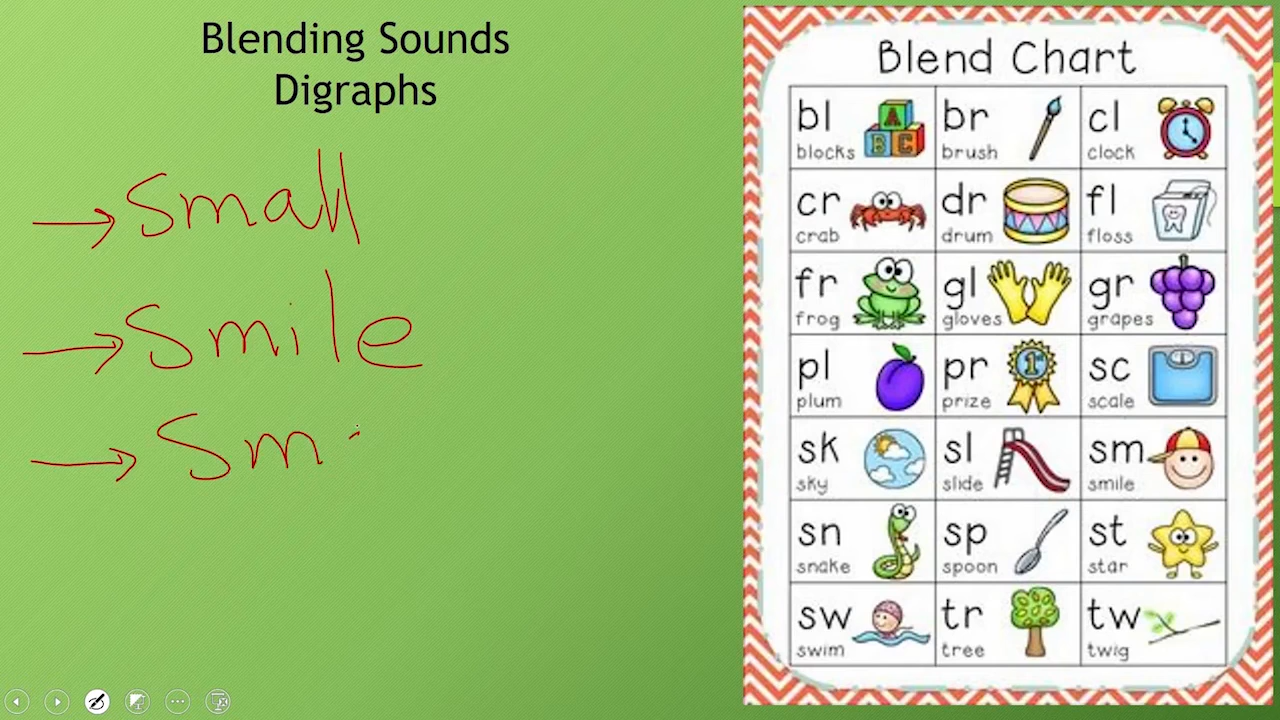 Blending Sounds
Digraphs
small
smile
sm
Blend Chart
bl
blocks
br
brush
cl
clock
cr
crab
dr
drum
fl
floss
fr
frog
gl
gloves
gr
grapes
pl
plum
pr
prize
sc
scale
sk
sky
sl
slide
sm
smile
sn
snake
sp
spoon
st
star
sw
swim
tr
tree
tw
twig
A
B C
1st